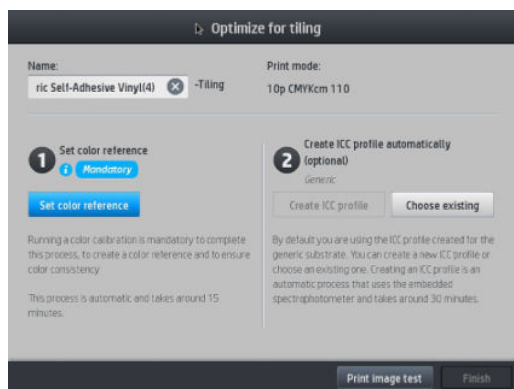 Optimize for tiling
Name:
ric Self-Adhesive Vinyl(4)
-Tiling
Print mode:
10p CMYKcm 110
1
Set color reference
i Mandatory
Set color reference
Running a color calibration is mandatory to complete
this process, to create a color reference and to ensure
color consistency
This process is automatic and takes around 15
minutes.
2
Create ICC profile automatically
(optional)
Generic
Create ICC profile
Choose existing
By default you are using the ICC profile created for the
generic substrate. You can create a new ICC profile or
choose an existing one. Creating an ICC profile is an
automatic process that uses the embedded
spectrophotometer and takes around 30 minutes.
Print image test
Finish